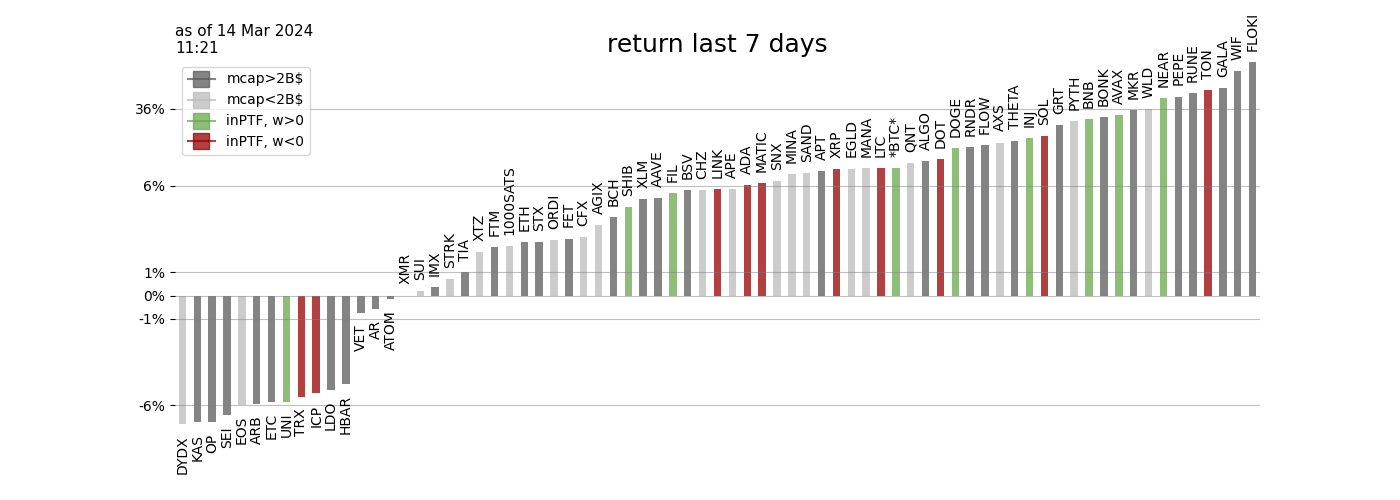 as of 14 Mar 2024
11:21
return last 7 days
mcap>2B$
mcap<2B$
inPTF, w>0
inPTF, w<0
36%
6%
1%
0%
-1%
-6%
DYDX
KAS
OP
SEI
EOS
ARB
ETC
UNI
TRX
ICP
LDO
HBAR
VET
AR
ATOM
XMR
SUI
IMX
STRK
TIA
XTZ
FTM
1000SATS
ETH
STX
ORDI
FET
CFX
AGIX
BCH
SHIB
XLM
AAVE
FIL
BSV
CHZ
LINK
APE
ADA
MATIC
SNX
MINA
SAND
APT
XRP
EGLD
MANA
LTC
*BTC*
QNT
ALGO
DOT
DOGE
RNDR
FLOW
AXS
THETA
INJ
SOL
GRT
PYTH
BNB
BONK
AVAX
MKR
WLD
NEAR
PEPE
RUNE
TON
GALA
WIF
FLOKI